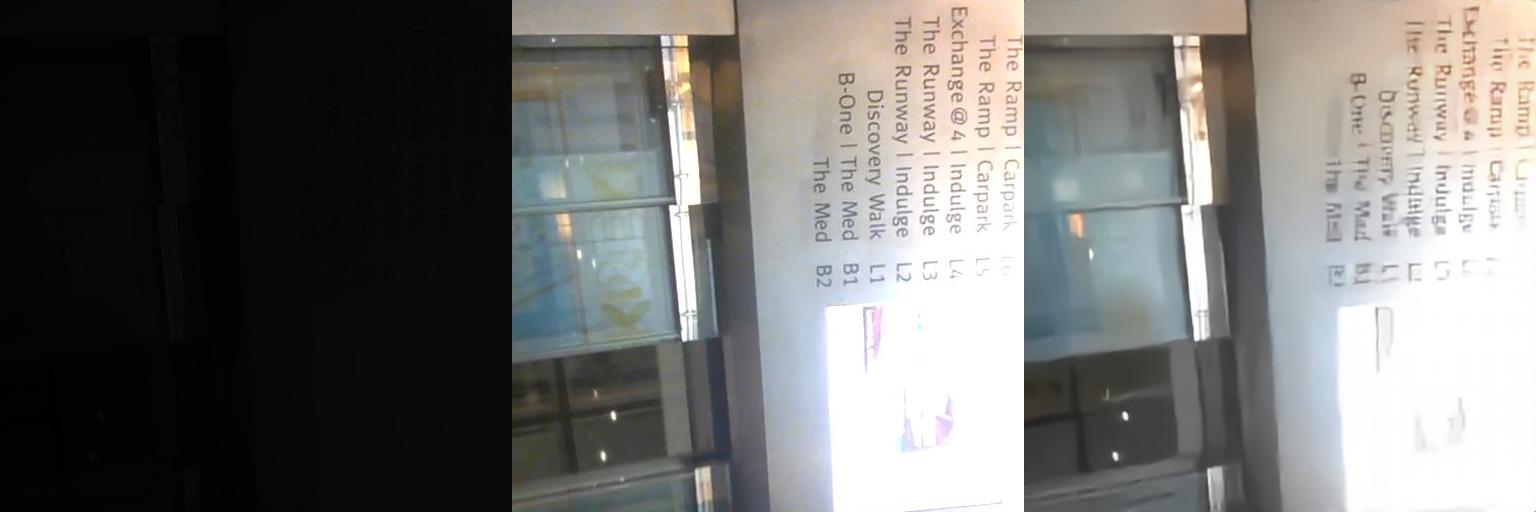 The Ramp | Carpark L6
The Ramp | Carpark L5
Exchange @ 4 | Indulge L4
The Runway | Indulge L3
The Runway | Indulge L2
Discovery Walk L1
B-One | The Med B1
The Med B2